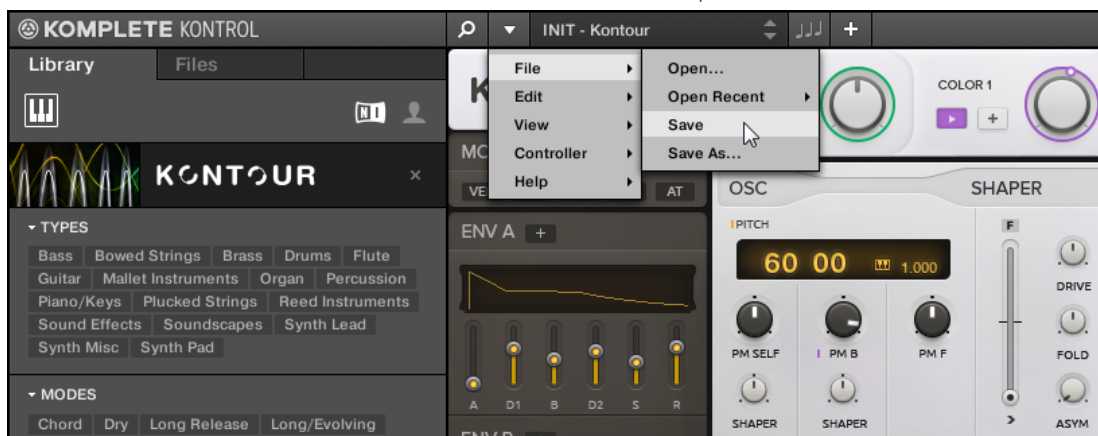 KOMPLETE KONTROL
INIT - Kontour
Library Files
NI
KONTOUR
TYPES
Bass Bowed Strings Brass Drums Flute
Guitar Mallet Instruments Organ Percussion
Piano/Keys Plucked Strings Reed Instruments
Sound Effects Soundscapes Synth Lead
Synth Misc Synth Pad
MODES
Chord Dry Long Release Long/Evolving
File
Edit
View
Controller
Help
Open...
Open Recent
Save
Save As...
COLOR 1
AT
ENV A
A D1 B D2 S R
OSC SHAPER
PITCH F
60 00 1.000
DRIVE
PM SELF PM B PM F FOLD
SHAPER SHAPER ASYM